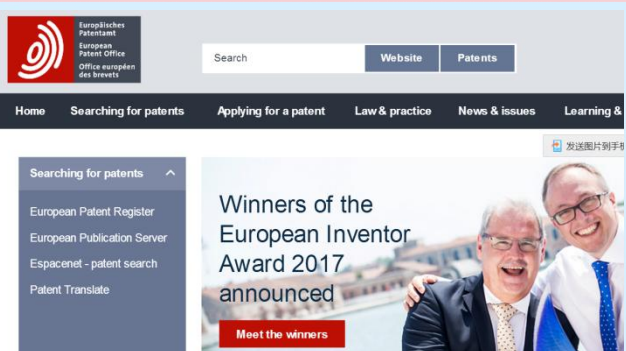 Europäisches
Patentamt
European
Patent Office
Office européen
des brevets
Search
Website
Patents
Home Searching for patents Applying for a patent Law & practice News & issues Learning &
发送图片到手机
Searching for patents
European Patent Register
European Publication Server
Espacenet - patent search
Patent Translate
Winners of the
European Inventor
Award 2017
announced
Meet the winners